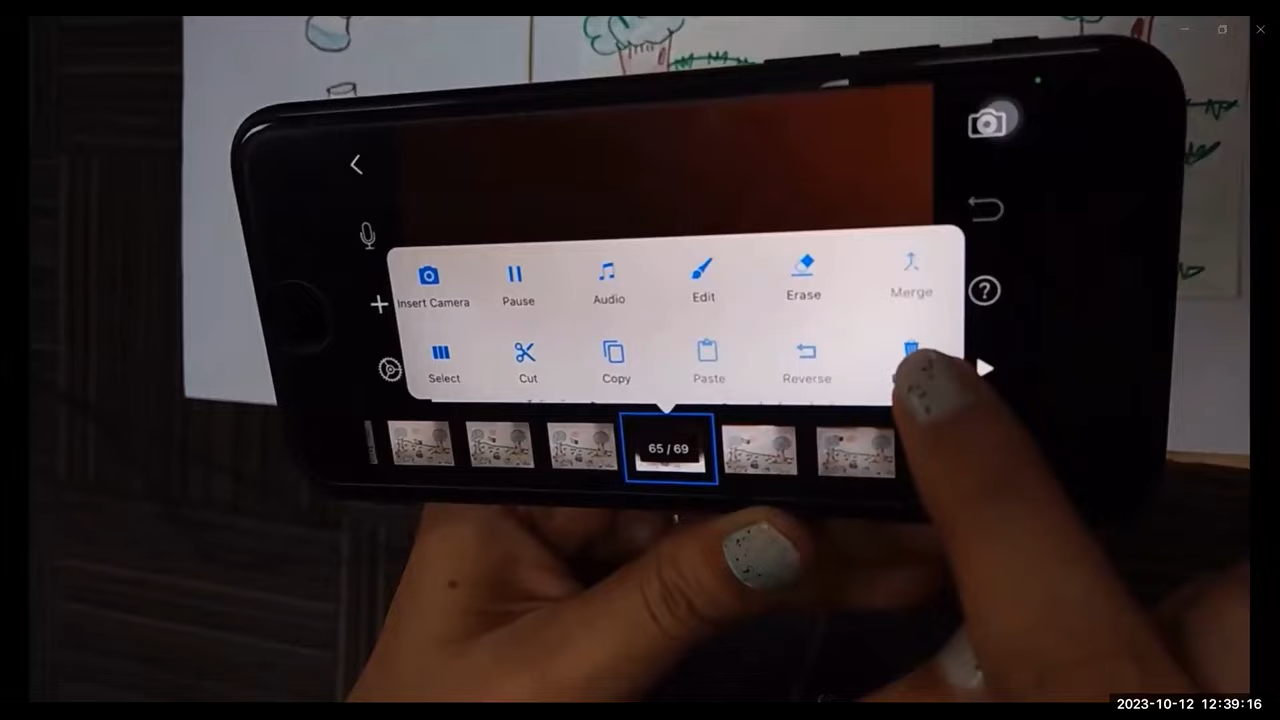 Insert Camera Pause Audio Edit Erase Merge
Select Cut Copy Paste Reverse
65 / 69
2023-10-12 12:39:16